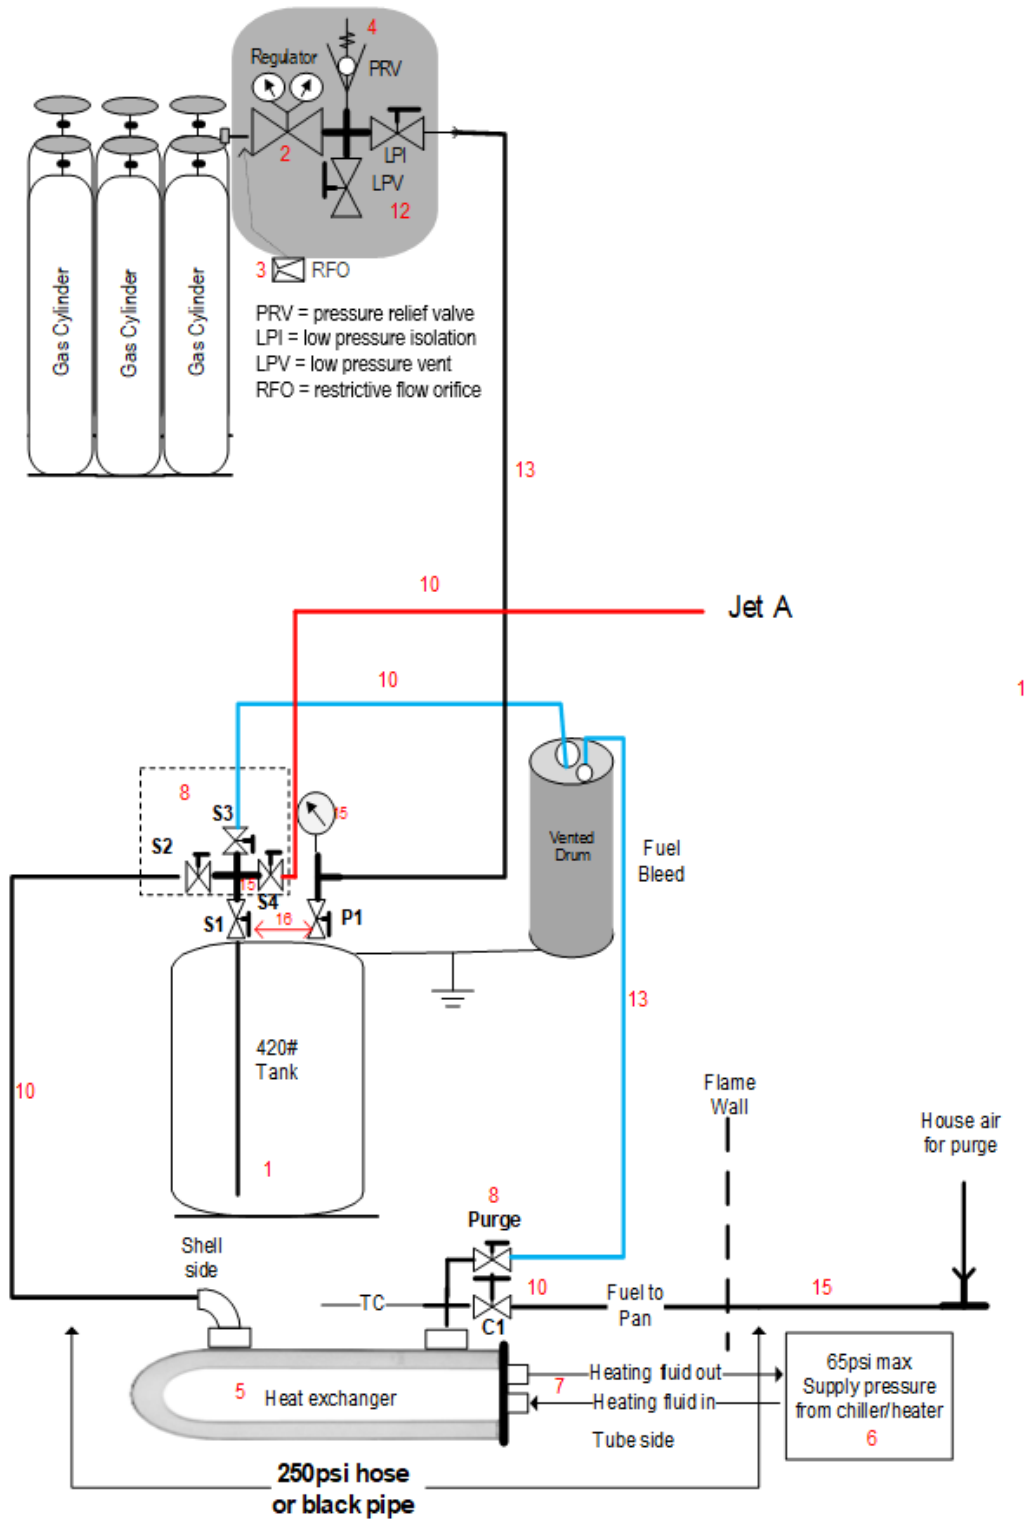 4
Regulator
PRV
2
LPI
LPV
12
3
RFO
Gas Cylinder
Gas Cylinder
Gas Cylinder
PRV = pressure relief valve
LPI = low pressure isolation
LPV = low pressure vent
RFO = restrictive flow orifice
13
10
Jet A
10
1
8
S3
15
S2
15
S4
S1
16
P1
Vented
Drum
Fuel
Bleed
13
420#
Tank
10
1
Flame
Wall
House air
for purge
8
Purge
Shell
side
TC
C1
10
Fuel to
Pan
15
5
Heat exchanger
Heating fluid out
7
Heating fluid in
Tube side
65psi max
Supply pressure
from chiller/heater
6
250psi hose
or black pipe